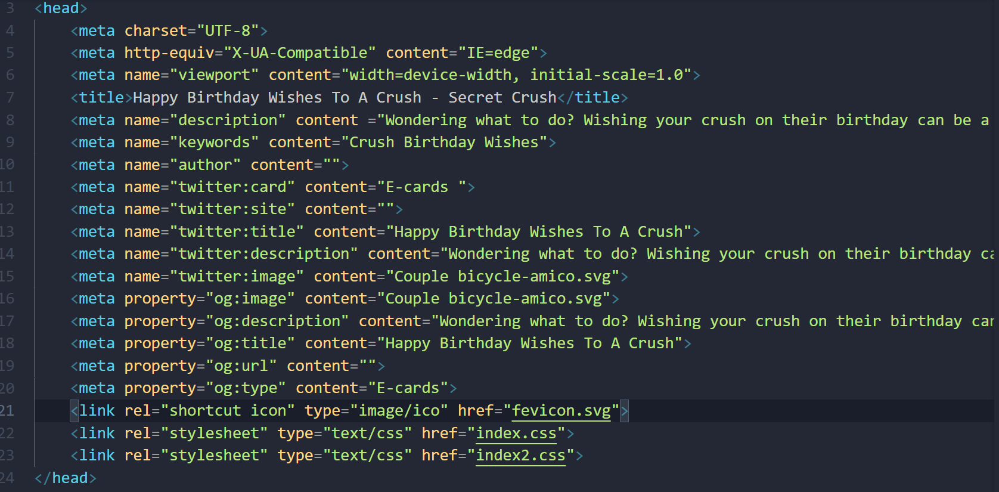 3 <head>
4 <meta charset="UTF-8">
5 <meta http-equiv="X-UA-Compatible" content="IE=edge">
6 <meta name="viewport" content="width=device-width, initial-scale=1.0">
7 <title>Happy Birthday Wishes To A Crush - Secret Crush</title>
8 <meta name="description" content ="Wondering what to do? Wishing your crush on their birthday can be a
9 <meta name="keywords" content="Crush Birthday Wishes">
10 <meta name="author" content="">
11 <meta name="twitter:card" content="E-cards ">
12 <meta name="twitter:site" content="">
13 <meta name="twitter:title" content="Happy Birthday Wishes To A Crush">
14 <meta name="twitter:description" content="Wondering what to do? Wishing your crush on their birthday ca
15 <meta name="twitter:image" content="Couple bicycle-amico.svg">
16 <meta property="og:image" content="Couple bicycle-amico.svg">
17 <meta property="og:description" content="Wondering what to do? Wishing your crush on their birthday can
18 <meta property="og:title" content="Happy Birthday Wishes To A Crush">
19 <meta property="og:url" content="">
20 <meta property="og:type" content="E-cards">
21 <link rel="shortcut icon" type="image/ico" href="fevicon.svg">
22 <link rel="stylesheet" type="text/css" href="index.css">
23 <link rel="stylesheet" type="text/css" href="index2.css">
24 </head>